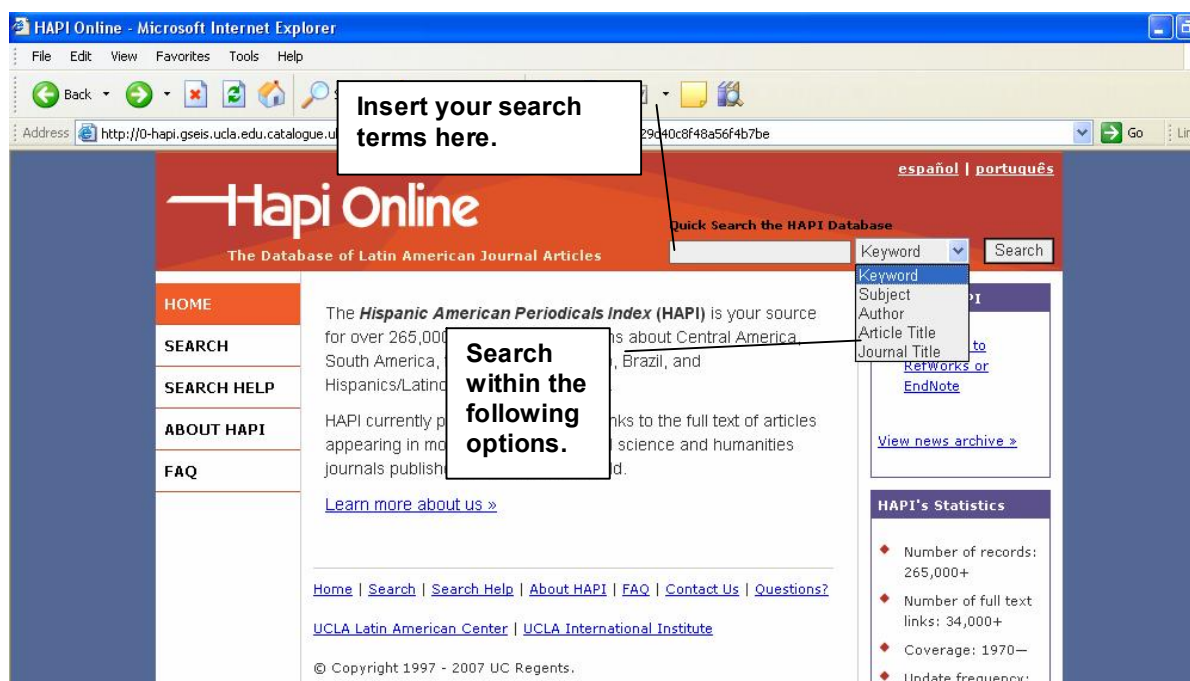 HAPI Online - Microsoft Internet Explorer
File Edit View Favorites Tools Help
Back
Insert your search
terms here.
Address http://0-hapi.gseis.ucla.edu.catalogue.ul 29d40c8f48a56f4b7be Go
español | português
Hapi Online
Quick Search the HAPI Database
The Database of Latin American Journal Articles
Keyword Search
Keyword
Subject
Author
Article Title
Journal Title
HOME
SEARCH
SEARCH HELP
ABOUT HAPI
FAQ
The Hispanic American Periodicals Index (HAPI) is your source
for over 265,000 about Central America,
South America, Brazil, and
Hispanics/Latino
HAPI currently to the full text of articles
appearing in science and humanities
journals
Search
within the
following
options.
Learn more about us »
to
RefWorks or
EndNote
View news archive »
HAPI's Statistics
Number of records:
265,000+
Number of full text
links: 34,000+
Coverage: 1970—
Update frequency:
Home | Search | Search Help | About HAPI | FAQ | Contact Us | Questions?
UCLA Latin American Center | UCLA International Institute
© Copyright 1997 - 2007 UC Regents.